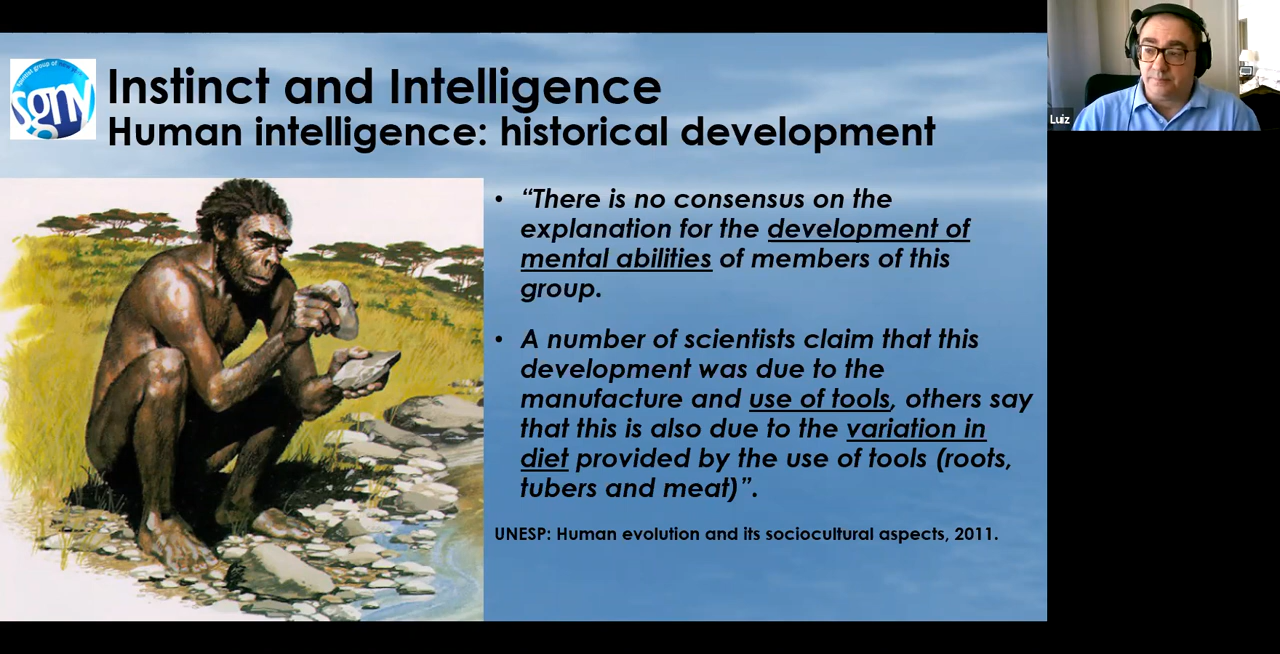 Instinct and Intelligence
Human intelligence: historical development
sgny
• “There is no consensus on the
explanation for the development of
mental abilities of members of this
group.
• A number of scientists claim that this
development was due to the
manufacture and use of tools, others say
that this is also due to the variation in
diet provided by the use of tools (roots,
tubers and meat)”.
UNESP: Human evolution and its sociocultural aspects, 2011.
Luiz